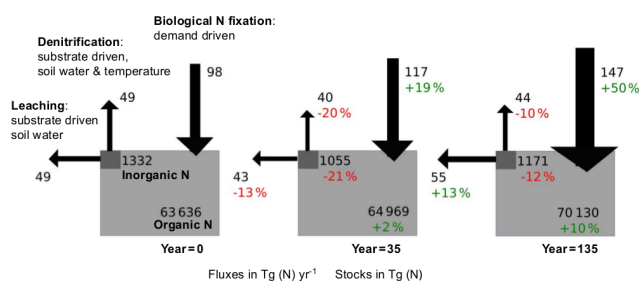 Biological N fixation:
demand driven
Denitrification:
substrate driven,
soil water & temperature
98
49
Leaching:
substrate driven
soil water
49
1332
Inorganic N
63 636
Organic N
Year=0
117
+19 %
40
-20 %
43
-13 %
1055
-21 %
64 969
+2 %
Year=35
147
+50 %
44
-10 %
55
+13 %
1171
-12 %
70 130
+10 %
Year=135
Fluxes in Tg (N) yr⁻¹ Stocks in Tg (N)